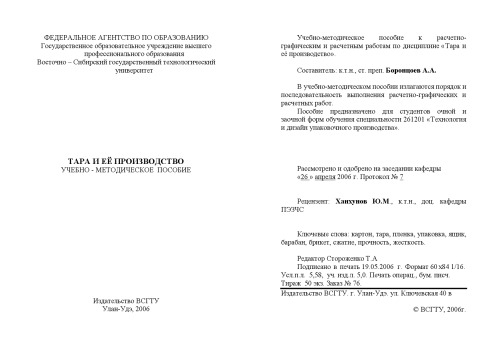 ФЕДЕРАЛЬНОЕ АГЕНТСТВО ПО ОБРАЗОВАНИЮ
Государственное образовательное учреждение высшего
профессионального образования
Восточно – Сибирский государственный технологический
университет
ТАРА И ЕЁ ПРОИЗВОДСТВО
УЧЕБНО - МЕТОДИЧЕСКОЕ ПОСОБИЕ
Издательство ВСГТУ
Улан-Удэ, 2006
Учебно-методическое пособие к расчетно-
графическим и расчетным работам по дисциплине «Тара и
её производство».
Составитель: к.т.н., ст. преп. Боронцоев А.А.
В учебно-методическом пособии излагаются порядок и
последовательность выполнения расчетно-графических и
расчетных работ.
Пособие предназначено для студентов очной и
заочной форм обучения специальности 261201 «Технология
и дизайн упаковочного производства».
Рассмотрено и одобрено на заседании кафедры
«26 » апреля 2006 г. Протокол № 7
Рецензент: Ханхунов Ю.М., к.т.н., доц. кафедры
ПЭЗЧС
Ключевые слова: картон, тара, пленка, упаковка, ящик,
барабан, брикет, сжатие, прочность, жесткость.
Редактор Стороженко Т.А
Подписано в печать 19.05.2006 г. Формат 60х84 1/16.
Усл.п.л. 5,58, уч. изд.л. 5,0. Печать операц., бум. писч.
Тираж 50 экз. Заказ № 76.
Издательство ВСГТУ. г. Улан-Удэ. ул. Ключевская 40 в
© ВСГТУ, 2006г.